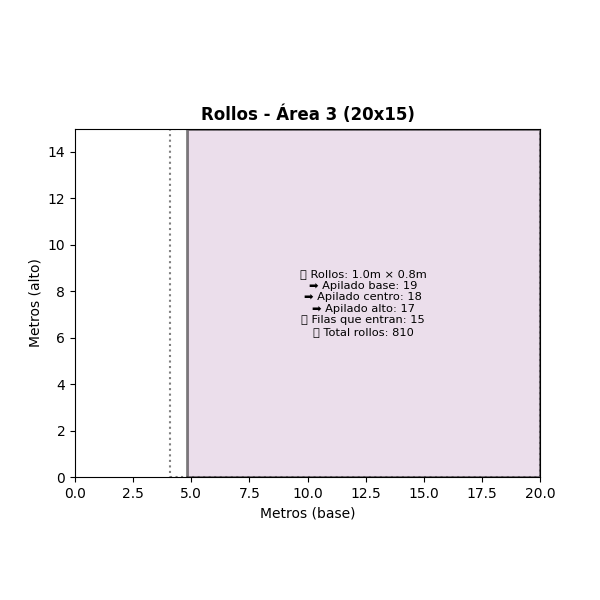 Rollos - Área 3 (20x15)
14
12
10
8
6
4
2
0
Metros (alto)
▯ Rollos: 1.0m × 0.8m
➡ Apilado base: 19
➡ Apilado centro: 18
➡ Apilado alto: 17
▯ Filas que entran: 15
▯ Total rollos: 810
0.0 2.5 5.0 7.5 10.0 12.5 15.0 17.5 20.0
Metros (base)